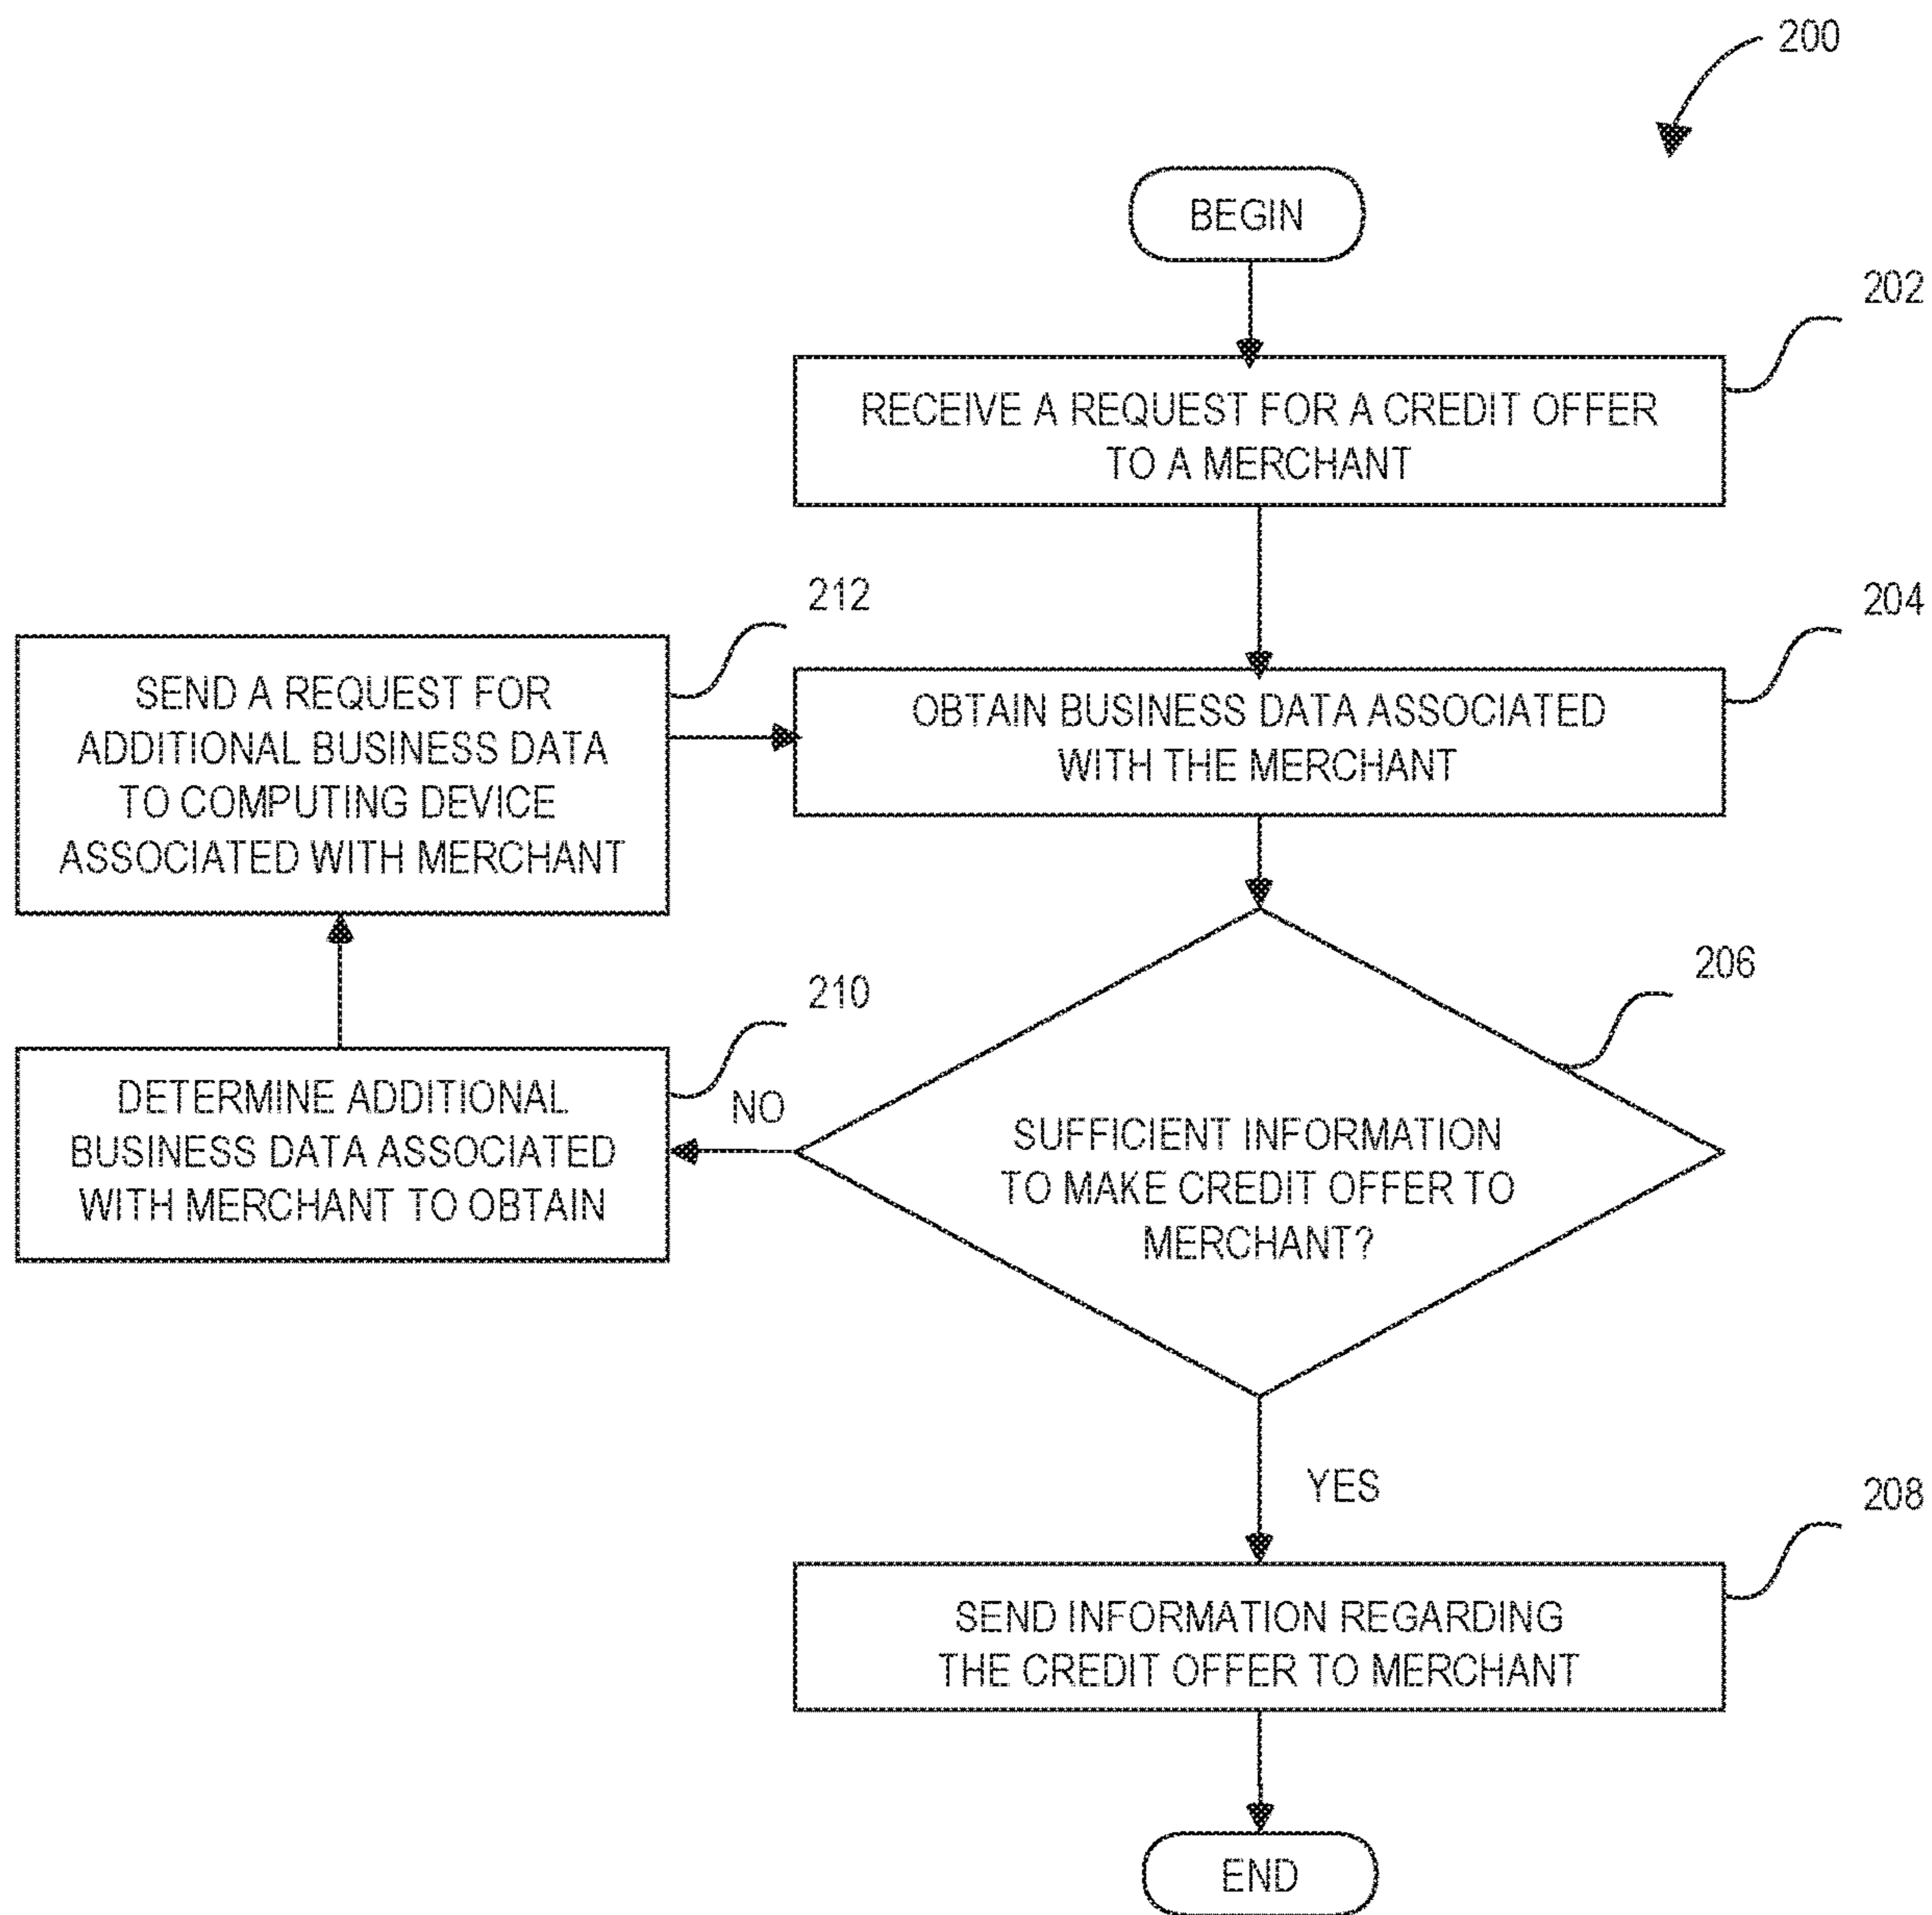 200
BEGIN
202
RECEIVE A REQUEST FOR A CREDIT OFFER
TO A MERCHANT
212
204
SEND A REQUEST FOR
ADDITIONAL BUSINESS DATA
TO COMPUTING DEVICE
ASSOCIATED WITH MERCHANT
OBTAIN BUSINESS DATA ASSOCIATED
WITH THE MERCHANT
206
210
DETERMINE ADDITIONAL
BUSINESS DATA ASSOCIATED
WITH MERCHANT TO OBTAIN
NO
SUFFICIENT INFORMATION
TO MAKE CREDIT OFFER TO
MERCHANT?
YES
208
SEND INFORMATION REGARDING
THE CREDIT OFFER TO MERCHANT
END